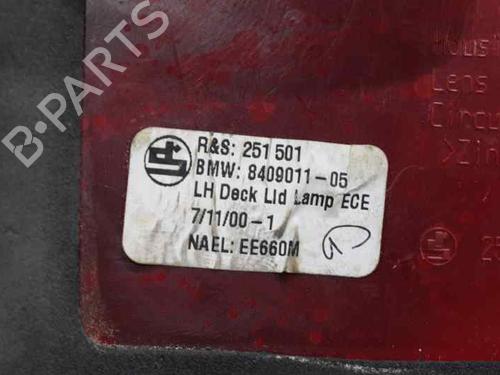 R&S: 251 501
BMW: 8409011-05
LH Deck Lid Lamp ECE
7/11/00-1
NAEL: EE660M
Lens
B-PARTS